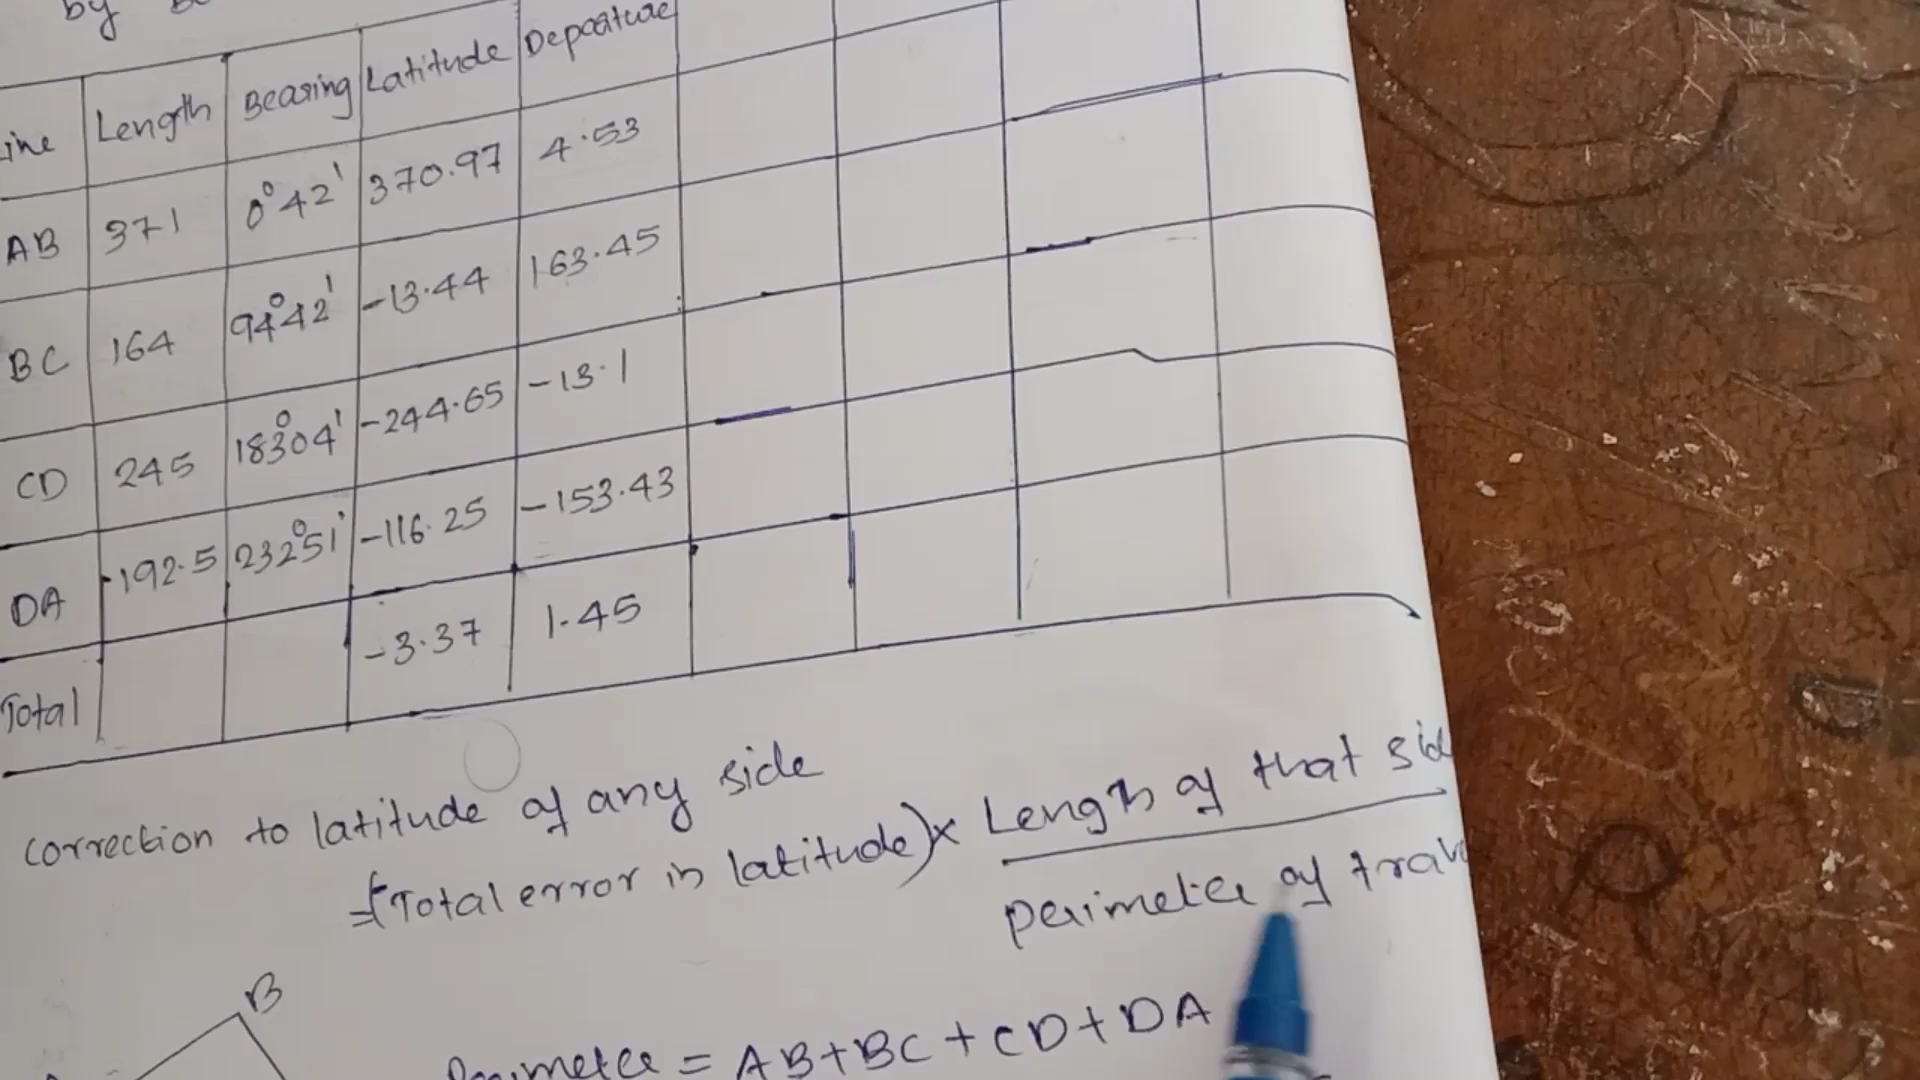 by
Line Length Bearing Latitude Departure
AB 371 0°42' 370.97 4.53
BC 164 94°42' -13.44 163.45
CD 245 183°04' -244.65 -13.1
DA 192.5 232°51' -116.25 -153.43
Total -3.37 1.45
correction to latitude of any side
=(Total error in latitude) × Length of that sid
perimeter of trav
B
Perimeter = AB+BC+CD+DA